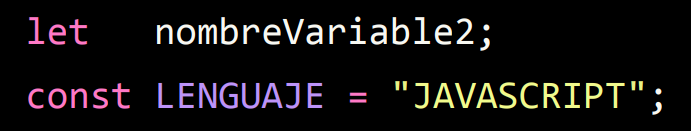 let   nombreVariable2;
const LENGUAJE = "JAVASCRIPT";